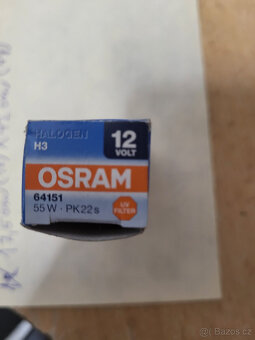 HALOGEN
H3
12
VOLT
OSRAM
64151
55W · PK22s
UV
FILTER
Bazos.cz